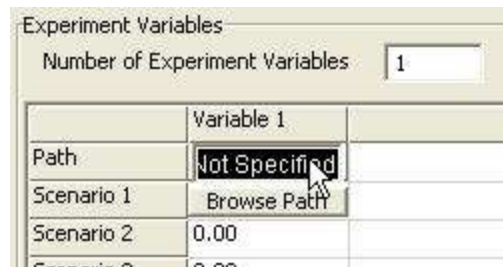 Experiment Variables
Number of Experiment Variables 1
Variable 1
Path Not Specified
Scenario 1 Browse Path
Scenario 2 0.00